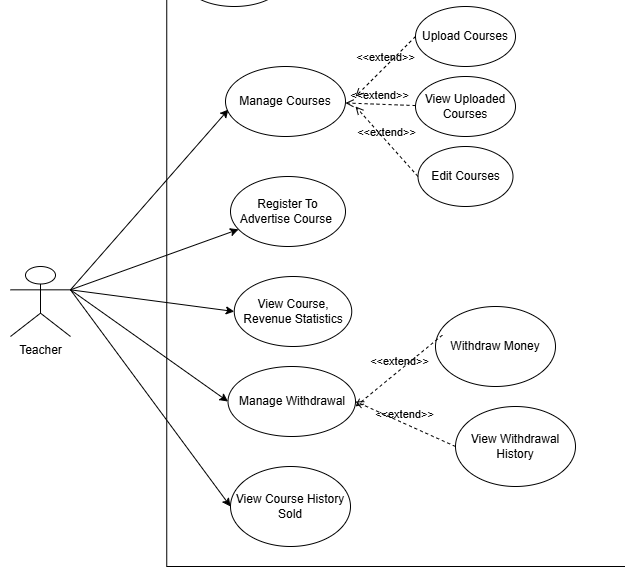 Upload Courses
<<extend>>
Manage Courses
<<extend>>
View Uploaded
Courses
<<extend>>
Edit Courses
Register To
Advertise Course
View Course,
Revenue Statistics
Teacher
Withdraw Money
<<extend>>
Manage Withdrawal
<<extend>>
View Withdrawal
History
View Course History
Sold